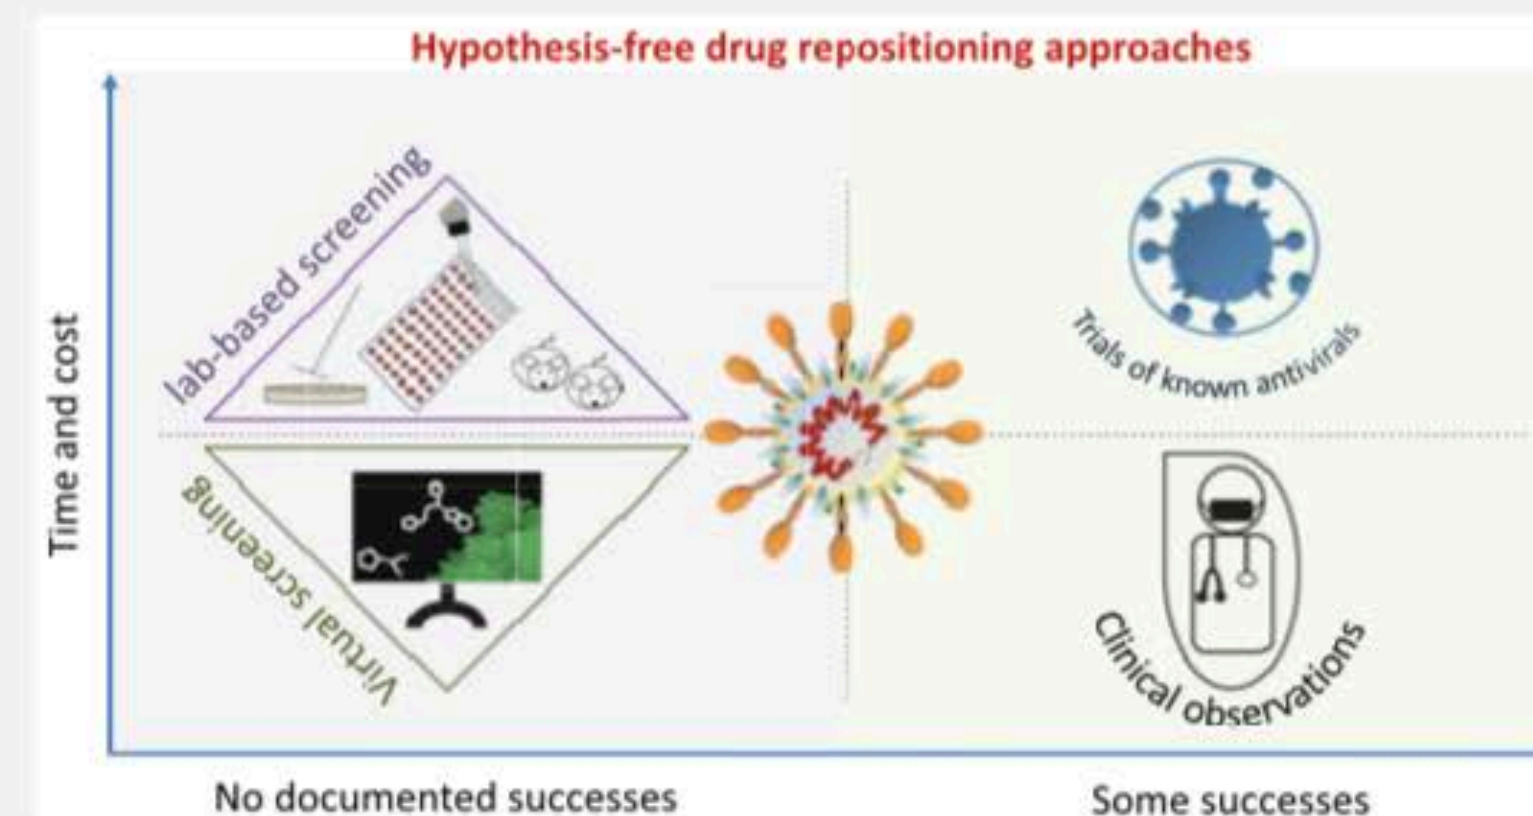 Hypothesis-free drug repositioning approaches
Time and cost
lab-based screening
Virtual screening
Trials of known antivirals
Clinical observations
No documented successes
Some successes